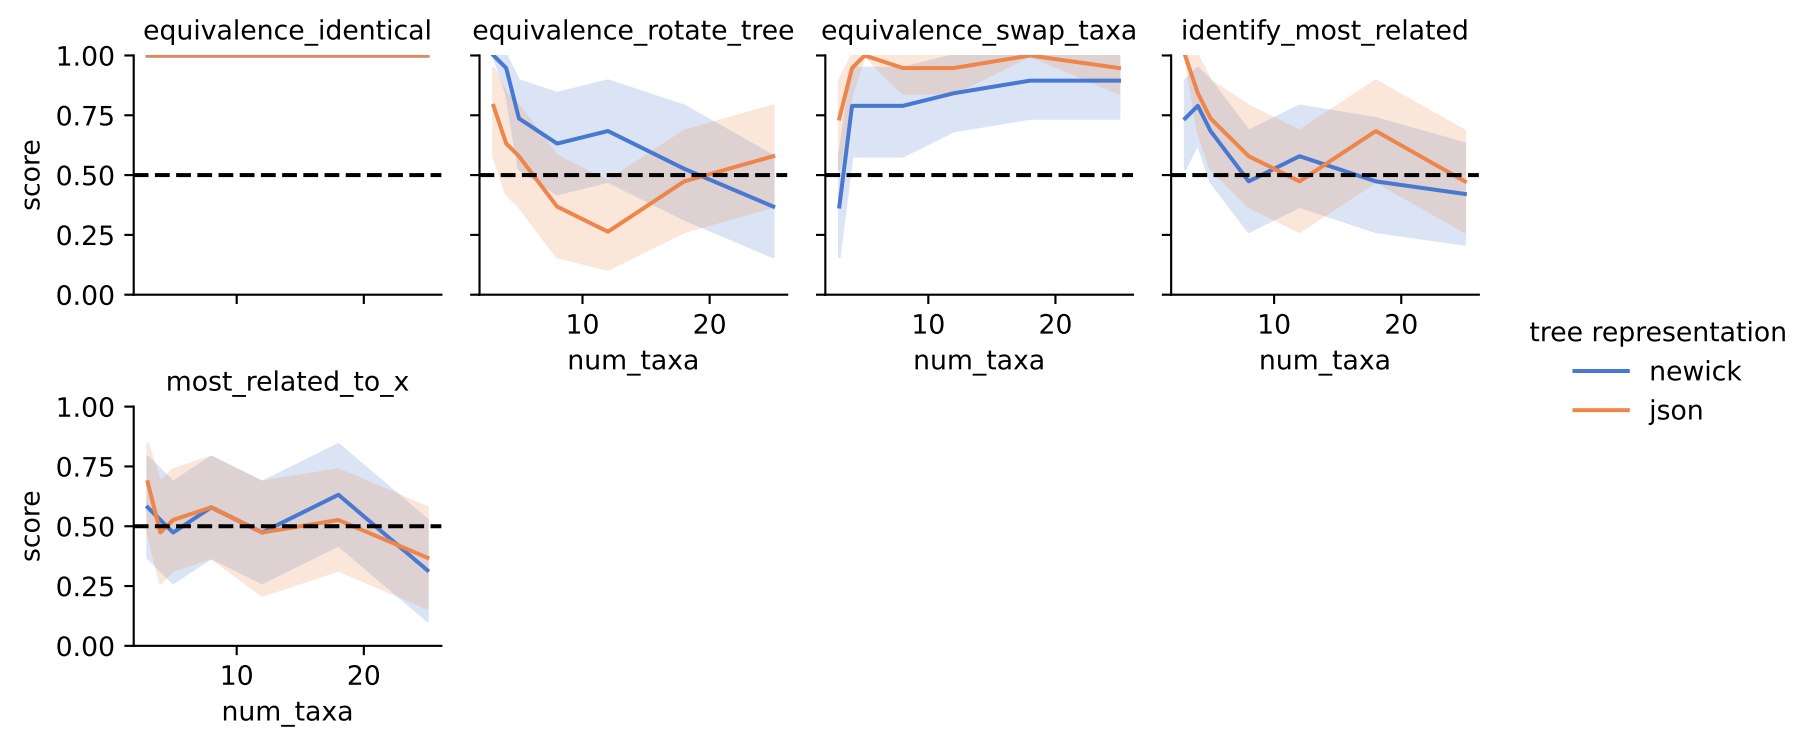 equivalence_identical
equivalence_rotate_tree
equivalence_swap_taxa
identify_most_related
1.00
0.75
0.50
0.25
0.00
score
10
20
num_taxa
10
20
num_taxa
10
20
num_taxa
tree representation
newick
json
most_related_to_x
1.00
0.75
0.50
0.25
0.00
score
10
20
num_taxa